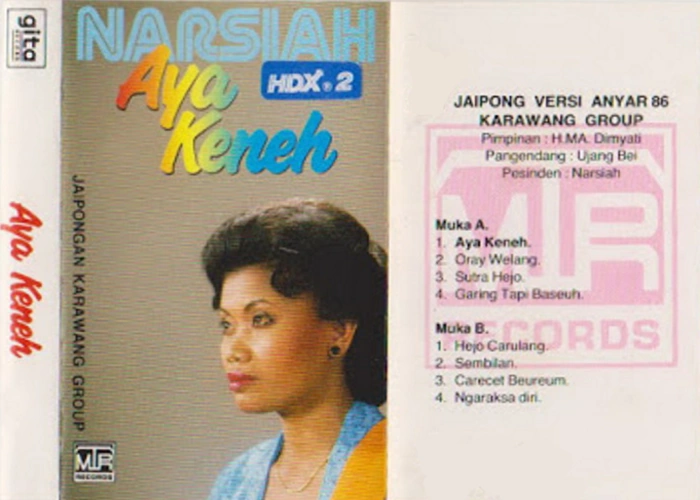 gita
Aya Keneh
NARSIAH
Aya
Keneh
HDX® 2
JAIPONGAN KARAWANG GROUP
MTR
RECORDS
JAIPONG VERSI ANYAR 86
KARAWANG GROUP
Pimpinan : H.MA. Dimyati
Pangendang : Ujang Bei
Pesinden : Narsiah
MTR
RECORDS
Muka A.
1. Aya Keneh.
2. Oray Welang.
3. Sutra Hejo.
4. Garing Tapi Baseuh.
Muka B.
1. Hejo Carulang.
2. Sembilan.
3. Carecet Beureum.
4. Ngaraksa diri.